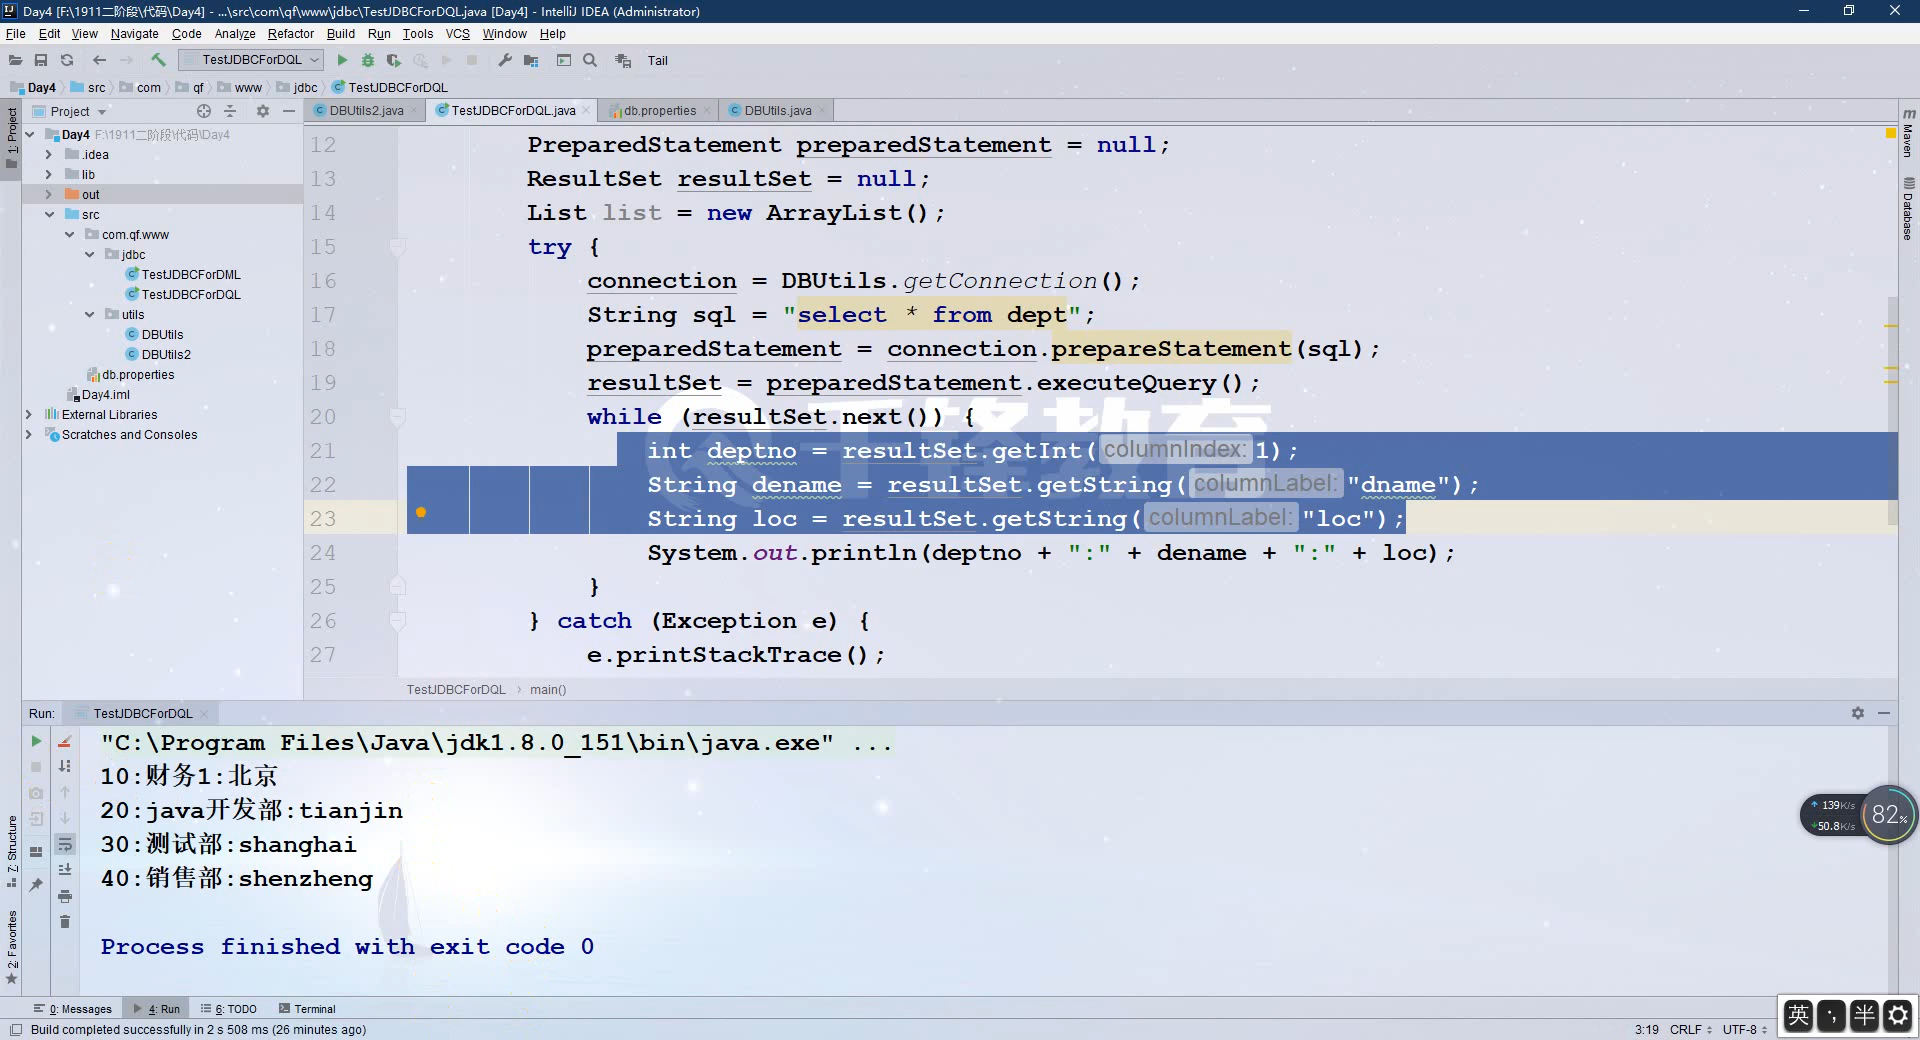 Day4 [F:\1911二阶段\代码\Day4] - ...\src\com\qf\www\jdbc\TestJDBCForDQL.java [Day4] - IntelliJ IDEA (Administrator)
File Edit View Navigate Code Analyze Refactor Build Run Tools VCS Window Help
TestJDBCForDQL Tail
Day4 src com qf www jdbc TestJDBCForDQL
Project
DBUtils2.java TestJDBCForDQL.java db.properties DBUtils.java
1: Project
Day4 F:\1911二阶段\代码\Day4
.idea
lib
out
src
com.qf.www
jdbc
TestJDBCForDML
TestJDBCForDQL
utils
DBUtils
DBUtils2
db.properties
Day4.iml
External Libraries
Scratches and Consoles
12 PreparedStatement preparedStatement = null;
13 ResultSet resultSet = null;
14 List list = new ArrayList();
15 try {
16 connection = DBUtils.getConnection();
17 String sql = "select * from dept";
18 preparedStatement = connection.prepareStatement(sql);
19 resultSet = preparedStatement.executeQuery();
20 while (resultSet.next()) {
21 int deptno = resultSet.getInt( columnIndex: 1);
22 String dename = resultSet.getString( columnLabel: "dname");
23 String loc = resultSet.getString( columnLabel: "loc");
24 System.out.println(deptno + ":" + dename + ":" + loc);
25 }
26 } catch (Exception e) {
27 e.printStackTrace();
千锋教育
TestJDBCForDQL › main()
Maven
Database
Run: TestJDBCForDQL
"C:\Program Files\Java\jdk1.8.0_151\bin\java.exe" ...
10:财务1:北京
20:java开发部:tianjin
30:测试部:shanghai
40:销售部:shenzheng
Process finished with exit code 0
7: Structure
2: Favorites
139K/s
50.8K/s
82%
0: Messages 4: Run 6: TODO Terminal
Build completed successfully in 2 s 508 ms (26 minutes ago)
3:19 CRLF UTF-8
英 ·, 半